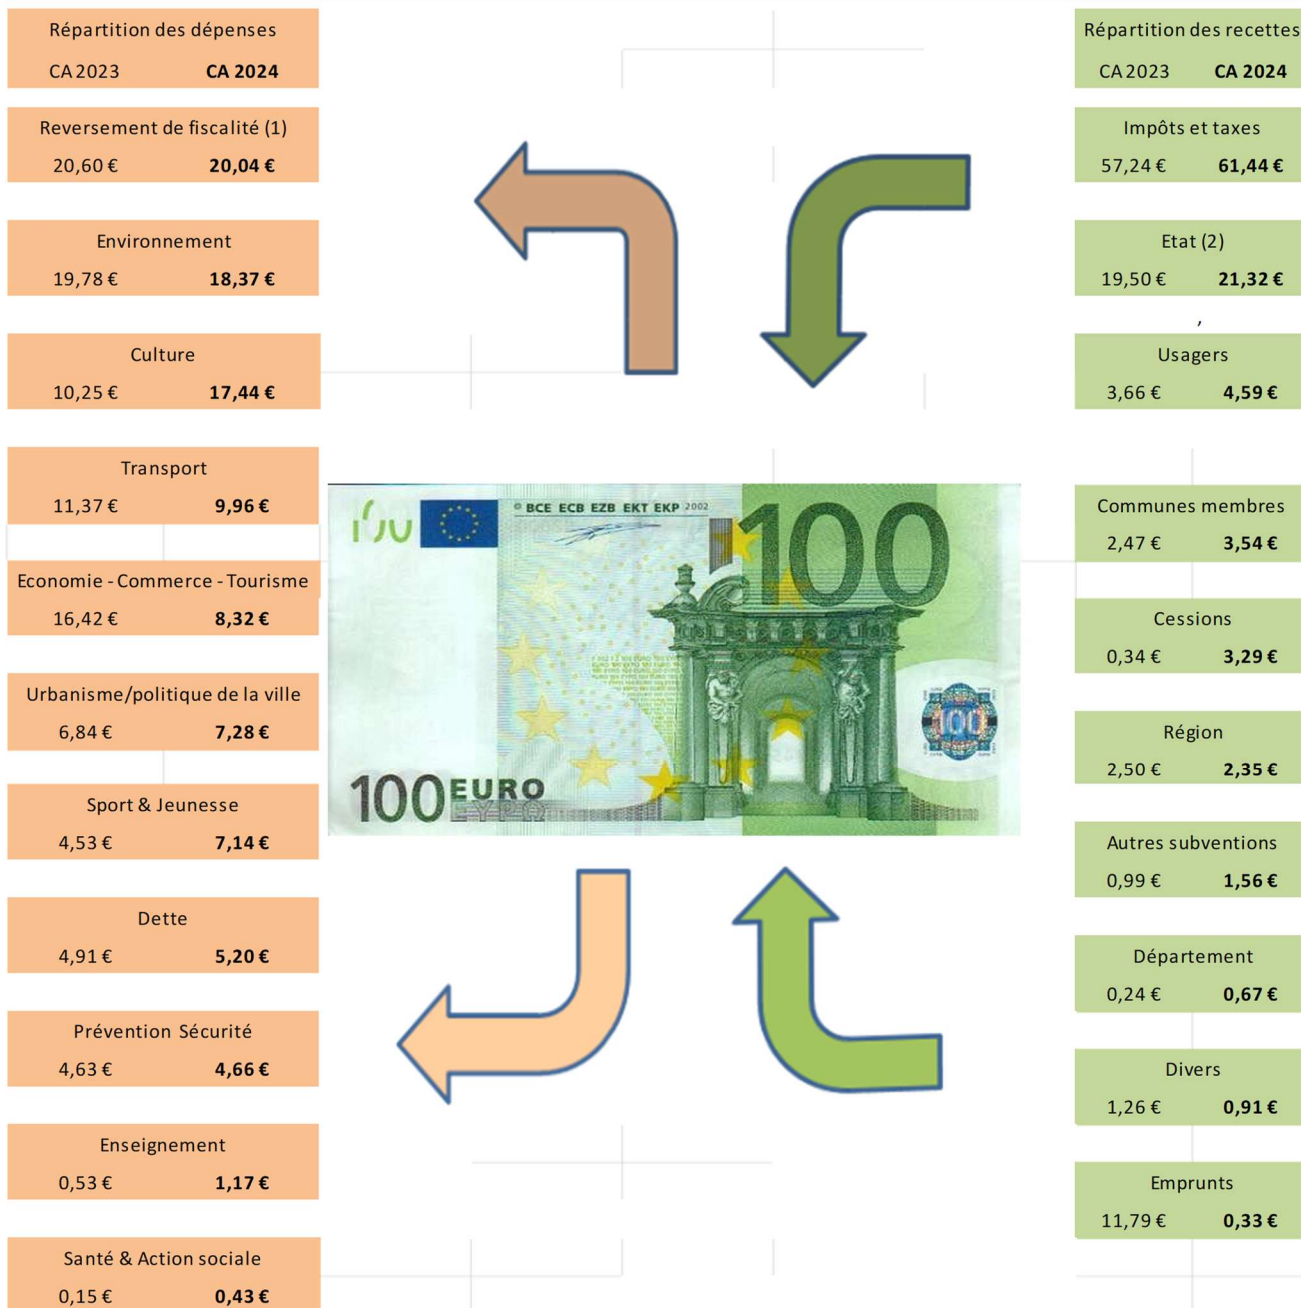 Répartition des dépenses
CA 2023 CA 2024
Reversement de fiscalité (1)
20,60 € 20,04 €
Environnement
19,78 € 18,37 €
Culture
10,25 € 17,44 €
Transport
11,37 € 9,96 €
Economie - Commerce - Tourisme
16,42 € 8,32 €
Urbanisme/politique de la ville
6,84 € 7,28 €
Sport & Jeunesse
4,53 € 7,14 €
Dette
4,91 € 5,20 €
Prévention Sécurité
4,63 € 4,66 €
Enseignement
0,53 € 1,17 €
Santé & Action sociale
0,15 € 0,43 €
© BCE ECB EZB EKT EKP 2002
100
100 EURO
ΕΥΡΩ
100
Répartition des recettes
CA 2023 CA 2024
Impôts et taxes
57,24 € 61,44 €
Etat (2)
19,50 € 21,32 €
,
Usagers
3,66 € 4,59 €
Communes membres
2,47 € 3,54 €
Cessions
0,34 € 3,29 €
Région
2,50 € 2,35 €
Autres subventions
0,99 € 1,56 €
Département
0,24 € 0,67 €
Divers
1,26 € 0,91 €
Emprunts
11,79 € 0,33 €